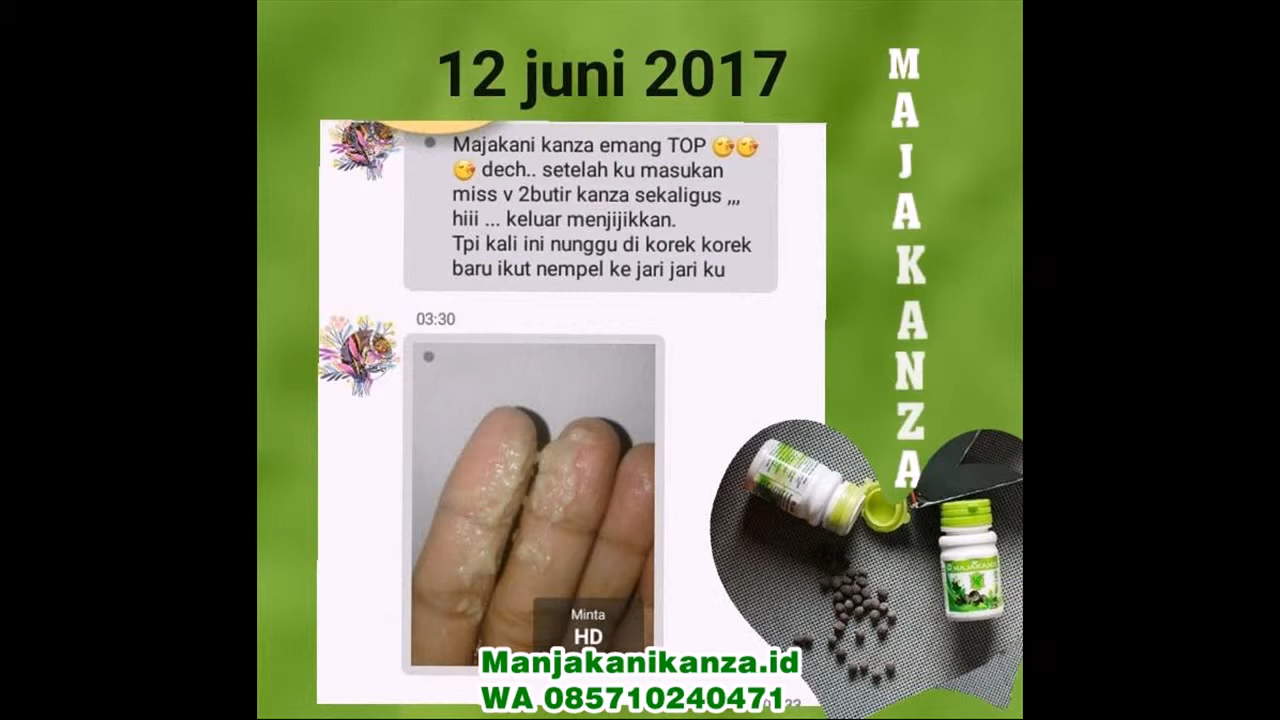 12 juni 2017
Majakani kanza emang TOP 😘😘
😘 dech.. setelah ku masukan
miss v 2butir kanza sekaligus ,,,
hiii ... keluar menjijikkan.
Tpi kali ini nunggu di korek korek
baru ikut nempel ke jari jari ku
03:30
Minta
HD
MAJAKANZA
MAJAKANZA
Manjakanikanza.id
WA 085710240471